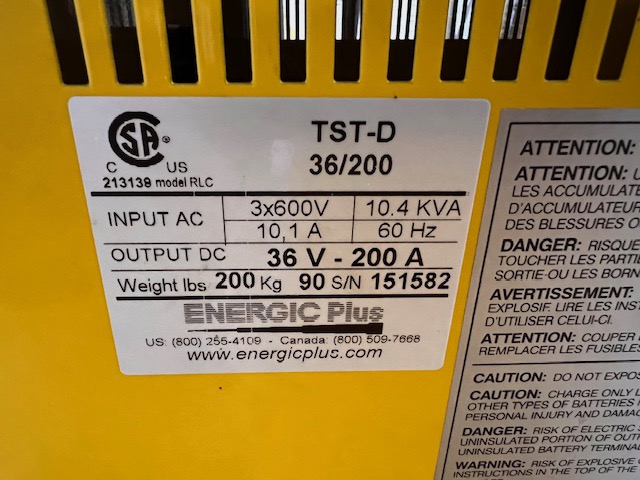 CSA®
C US
213139 model RLC
TST-D
36/200
INPUT AC 3x600V 10.4 KVA
10,1 A 60 Hz
OUTPUT DC 36 V - 200 A
Weight lbs 200 Kg 90 S/N 151582
ENERGIC Plus
US: (800) 255-4109 - Canada: (800) 509-7668
www.energicplus.com
ATTENTION:
ATTENTION:
LES ACCUMULATE
D'ACCUMULATEUR
DES BLESSURES
DANGER: RISQUE
TOUCHER LES PARTI
SORTIE OU LES BORN
AVERTISSEMENT:
EXPLOSIF. LIRE LES INS
D'UTILISER CELUI-CI.
ATTENTION: COUPER
REMPLACER LES FUSIBLES
CAUTION: DO NOT EXPOS
CAUTION: CHARGE ONLY
OTHER TYPES OF BATTERIES
PERSONAL INJURY AND DAMA
DANGER: RISK OF ELECTRIC
UNINSULATED PORTION OF OUT
UNINSULATED BATTERY TERMINA
WARNING: RISK OF EXPLOSIVE
INSTRUCTIONS IN THE TOP OF THE